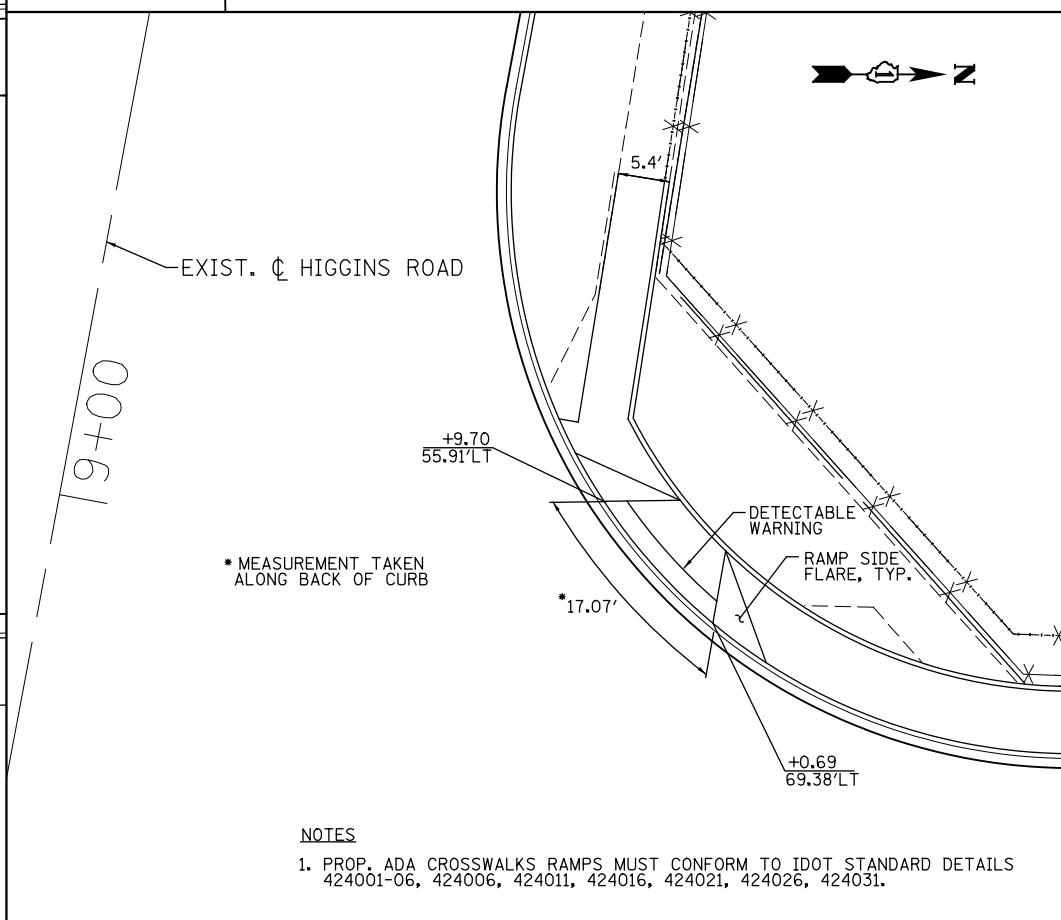 N
5.4'
EXIST. ℄ HIGGINS ROAD
19+00
+9.70
55.91'LT
DETECTABLE
WARNING
RAMP SIDE
FLARE, TYP.
* MEASUREMENT TAKEN
ALONG BACK OF CURB
*17.07'
+0.69
69.38'LT
NOTES
1. PROP. ADA CROSSWALKS RAMPS MUST CONFORM TO IDOT STANDARD DETAILS
424001-06, 424006, 424011, 424016, 424021, 424026, 424031.